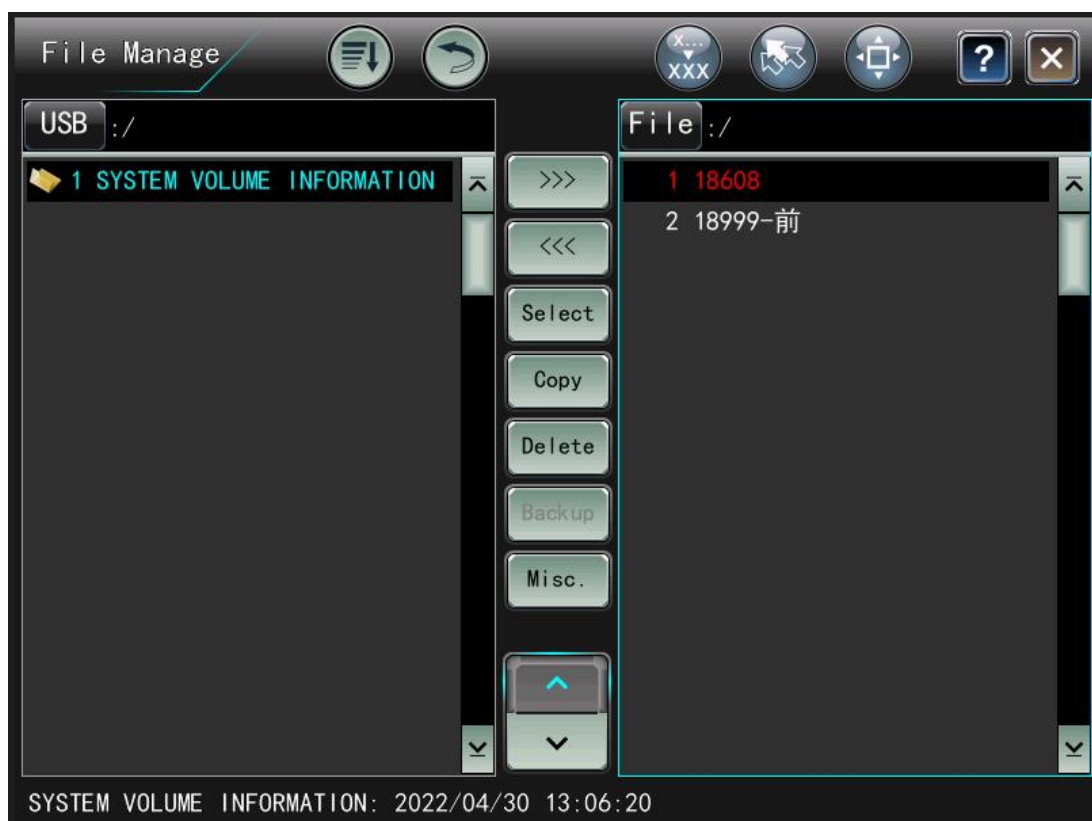 File Manage
X...
XXX
?
USB :/
File :/
1 SYSTEM VOLUME INFORMATION
>>>
1 18608
2 18999-前
<<<
Select
Copy
Delete
Backup
Misc.
SYSTEM VOLUME INFORMATION: 2022/04/30 13:06:20